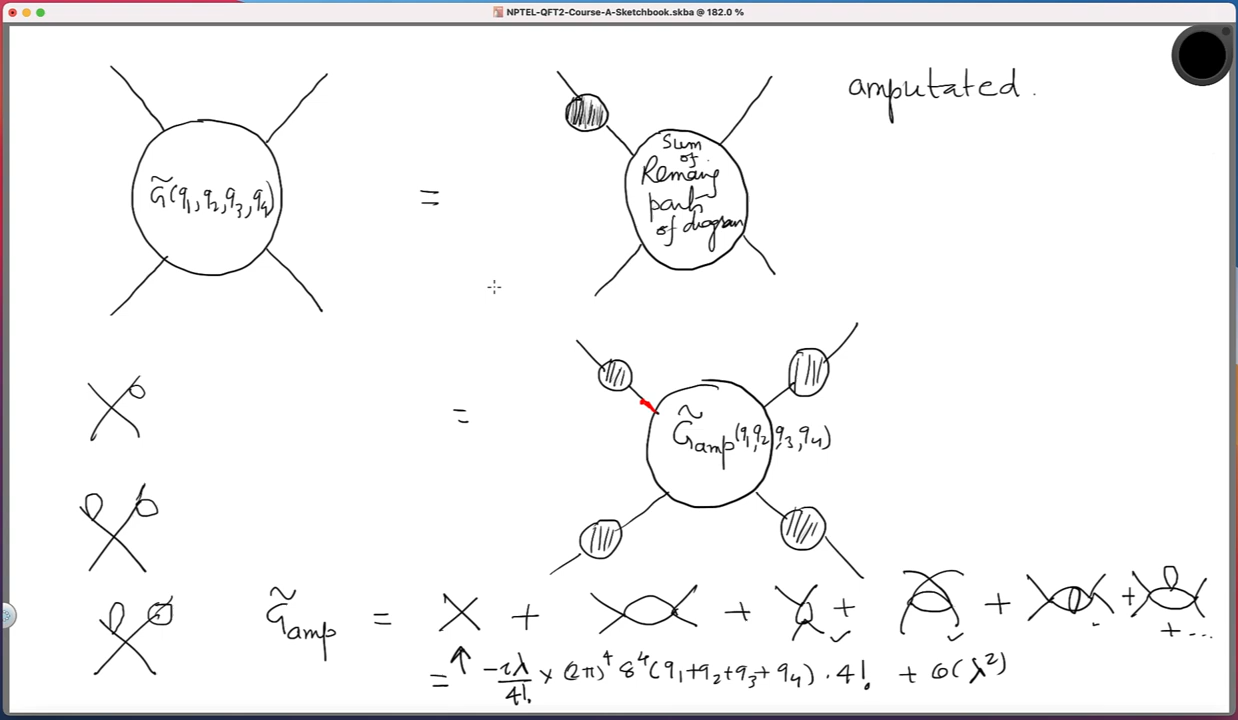 NPTEL-QFT2-Course-A-Sketchbook.skba @ 182.0 %
amputated.
G̃(q₁,q₂,q₃,q₄)
=
Sum
of
Remaing
parts
of diagram
=
G̃amp(q₁,q₂,q₃,q₄)
G̃amp = + + + + + + ...
= -iλ/4! × (2π)⁴ δ⁴(q₁+q₂+q₃+q₄) · 4! + O(λ²)